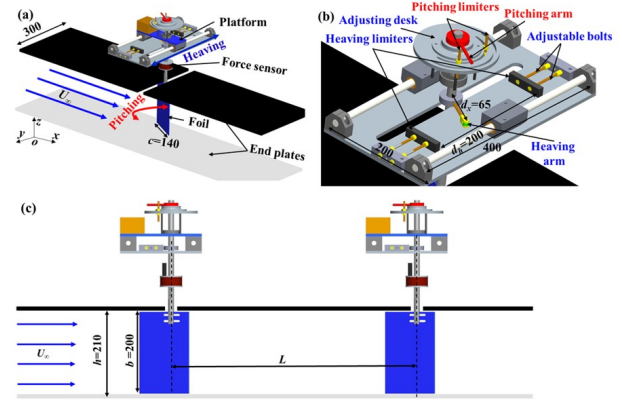 (a)
300
Platform
Heaving
Force sensor
U∞
Pitching
Foil
c=140
End plates
z
y
o
x
(b)
Pitching limiters
Adjusting desk
Pitching arm
Heaving limiters
Adjustable bolts
dx=65
dh=200
200
400
Heaving
arm
(c)
U∞
h=210
b=200
L